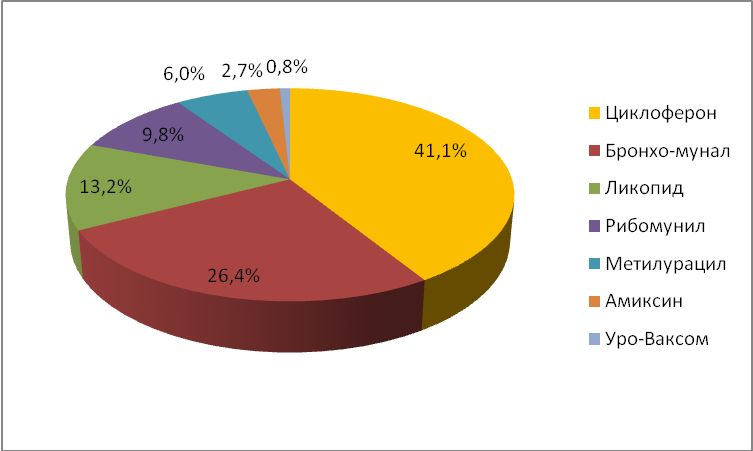 6,0%
2,7%
0,8%
9,8%
41,1%
13,2%
26,4%
Циклоферон
Бронхо-мунал
Ликопид
Рибомунил
Метилурацил
Амиксин
Уро-Ваксом